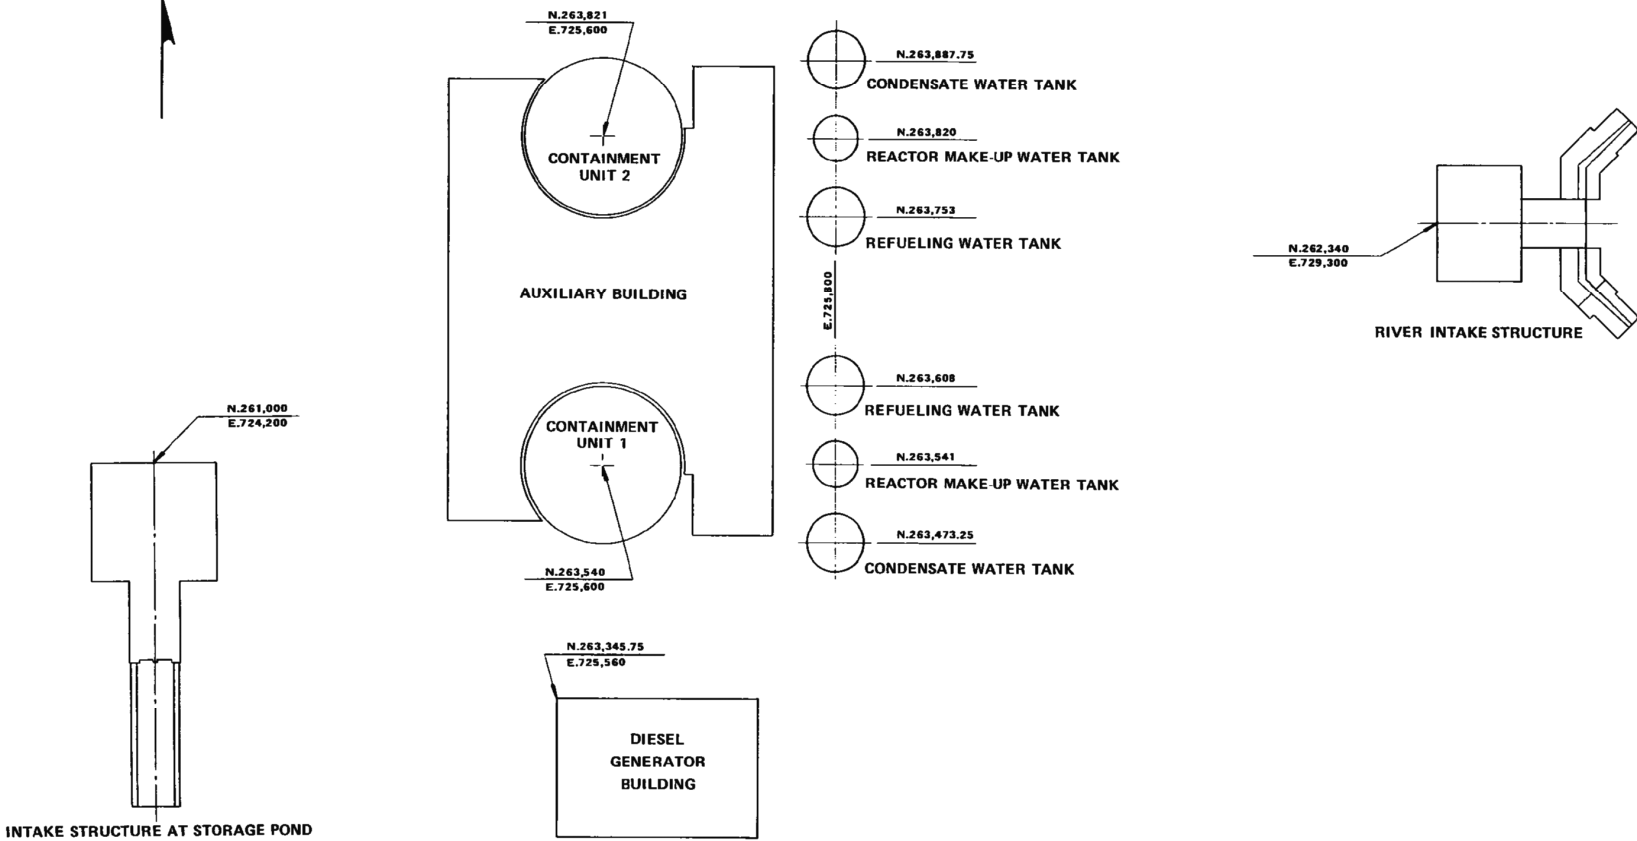 N.263,821
E.725,600
N.263,887.75
CONDENSATE WATER TANK
N.263,820
REACTOR MAKE-UP WATER TANK
CONTAINMENT
UNIT 2
N.263,753
REFUELING WATER TANK
N.262,340
E.729,300
RIVER INTAKE STRUCTURE
AUXILIARY BUILDING
E.725,800
N.263,608
REFUELING WATER TANK
N.261,000
E.724,200
CONTAINMENT
UNIT 1
N.263,541
REACTOR MAKE-UP WATER TANK
N.263,473.25
CONDENSATE WATER TANK
N.263,540
E.725,600
N.263,345.75
E.725,560
DIESEL
GENERATOR
BUILDING
INTAKE STRUCTURE AT STORAGE POND